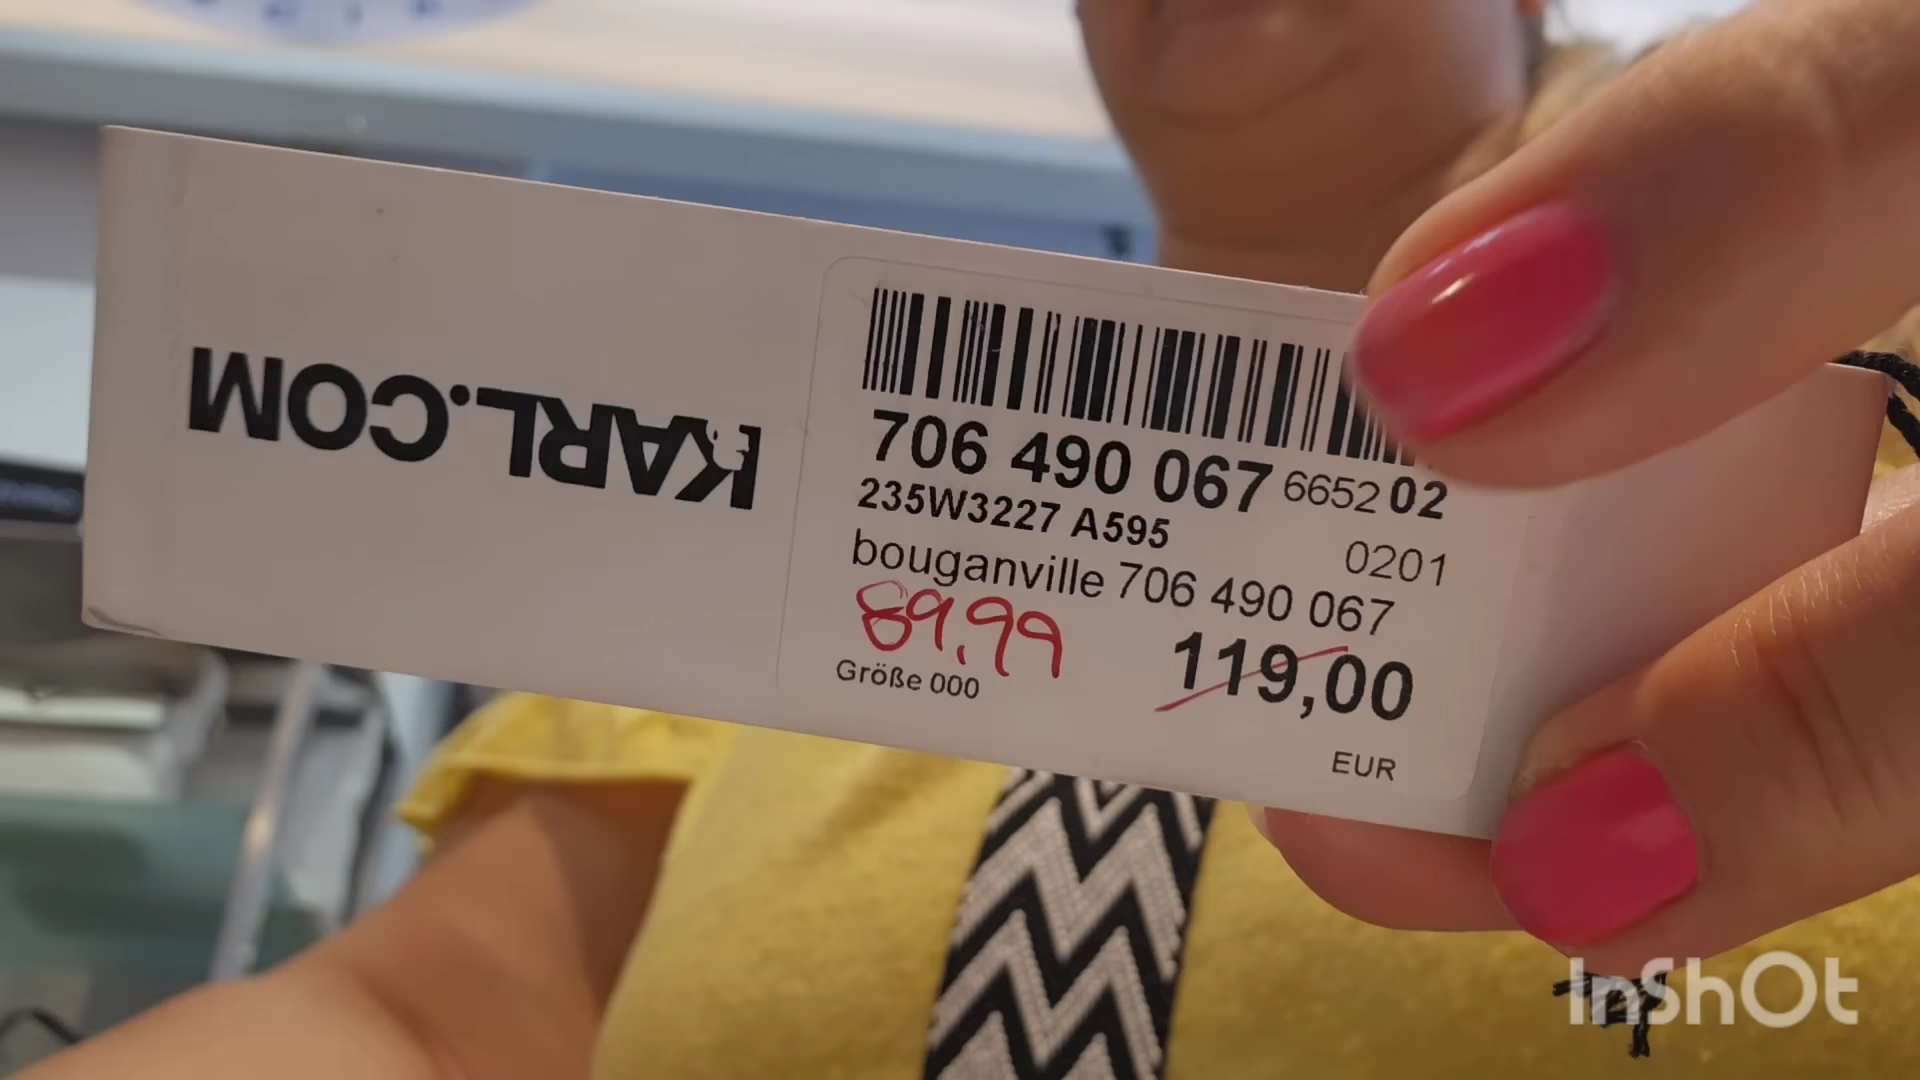 KARL.COM
706 490 067 6652 02
235W3227 A595
0201
bouganville 706 490 067
89.99
119,00
Größe 000
EUR
InShOt